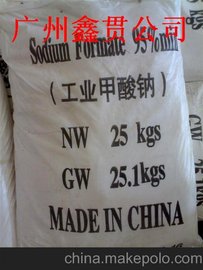 广州鑫贯公司
Sodium Formate 95%min
(工业甲酸钠)
NW 25 kgs
GW 25.1kgs
MADE IN CHINA
china.makepolo.com